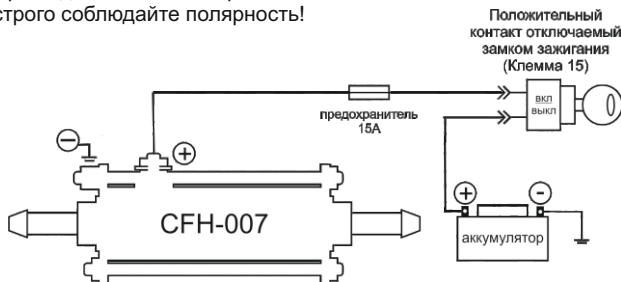 строго соблюдайте полярность!
Положительный
контакт отключаемый
замком зажигания
(Клемма 15)
вкл
выкл
предохранитель
15А
CFH-007
аккумулятор